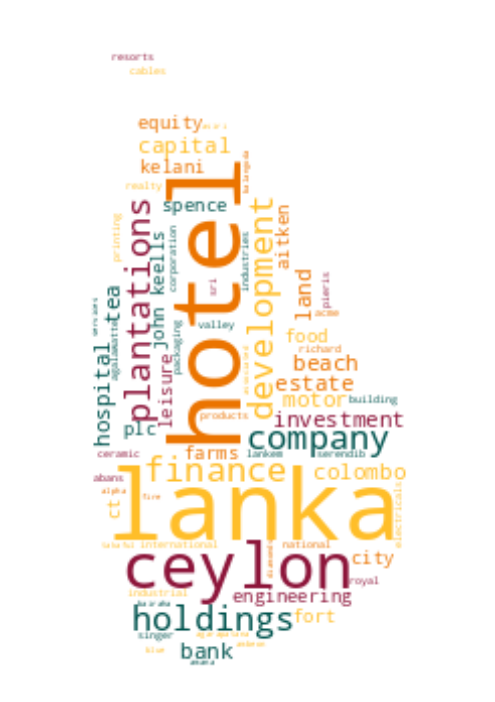 resorts
cables
equity
capital
kelani
realty
spence
hotel
plantations
development
aitken
printing
john keells
corporation
industries
sri
pieris
land
acme
tea
hospital
agalawatte
packaging
valley
leisure
food
richard
beach
estate
motor
building
products
investment
plc
company
ceramic
farms
lankem
serendib
finance
colombo
abans
alpha
fire
lanka
ct
electricals
international
national
diamonds
city
ceylon
royal
industrial
engineering
holdings
fort
singer
blue
bank